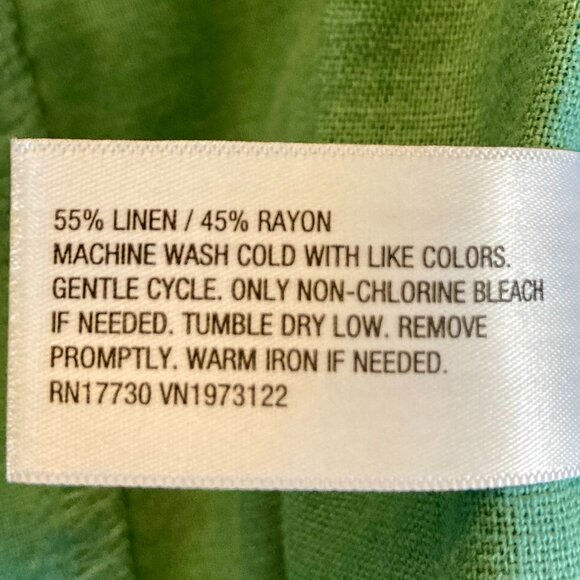 55% LINEN / 45% RAYON
MACHINE WASH COLD WITH LIKE COLORS.
GENTLE CYCLE. ONLY NON-CHLORINE BLEACH
IF NEEDED. TUMBLE DRY LOW. REMOVE
PROMPTLY. WARM IRON IF NEEDED.
RN17730 VN1973122